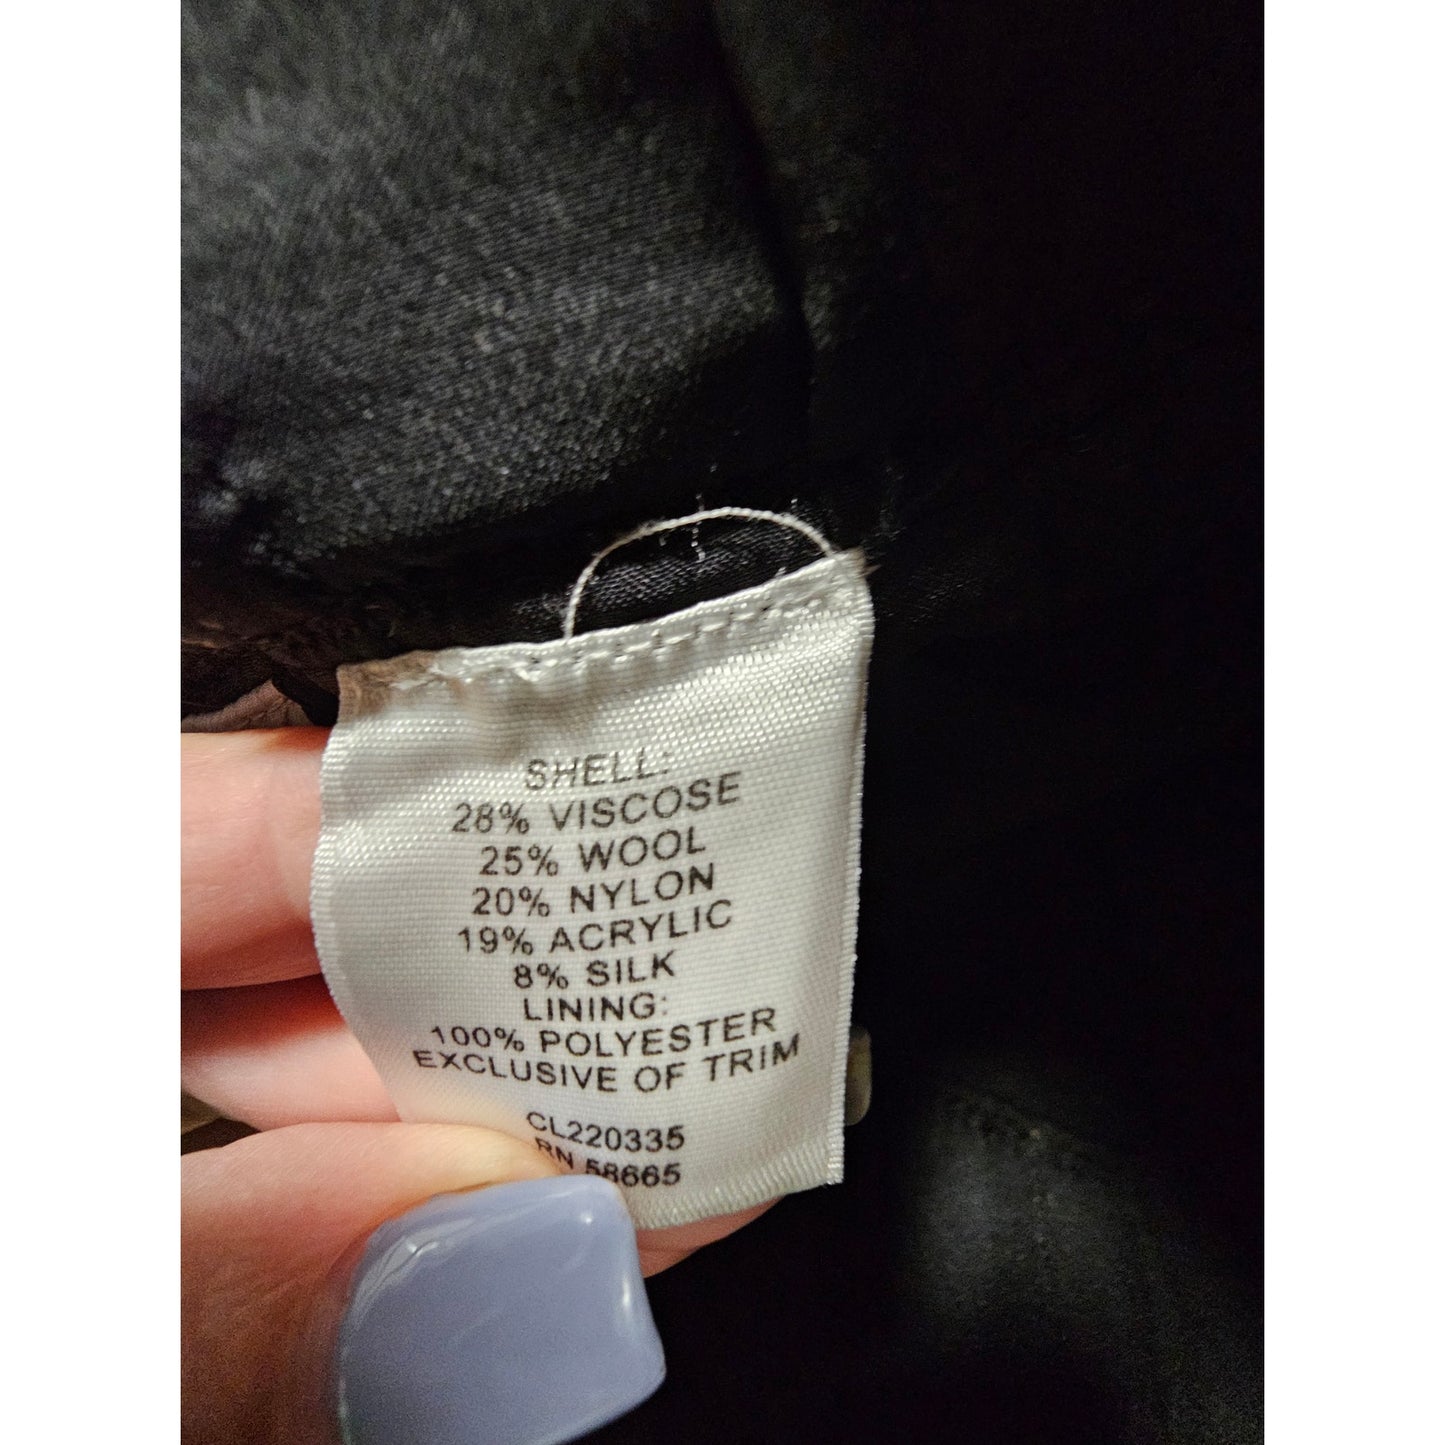 SHELL:
28% VISCOSE
25% WOOL
20% NYLON
19% ACRYLIC
8% SILK
LINING:
100% POLYESTER
EXCLUSIVE OF TRIM
CL220335
RN 58665